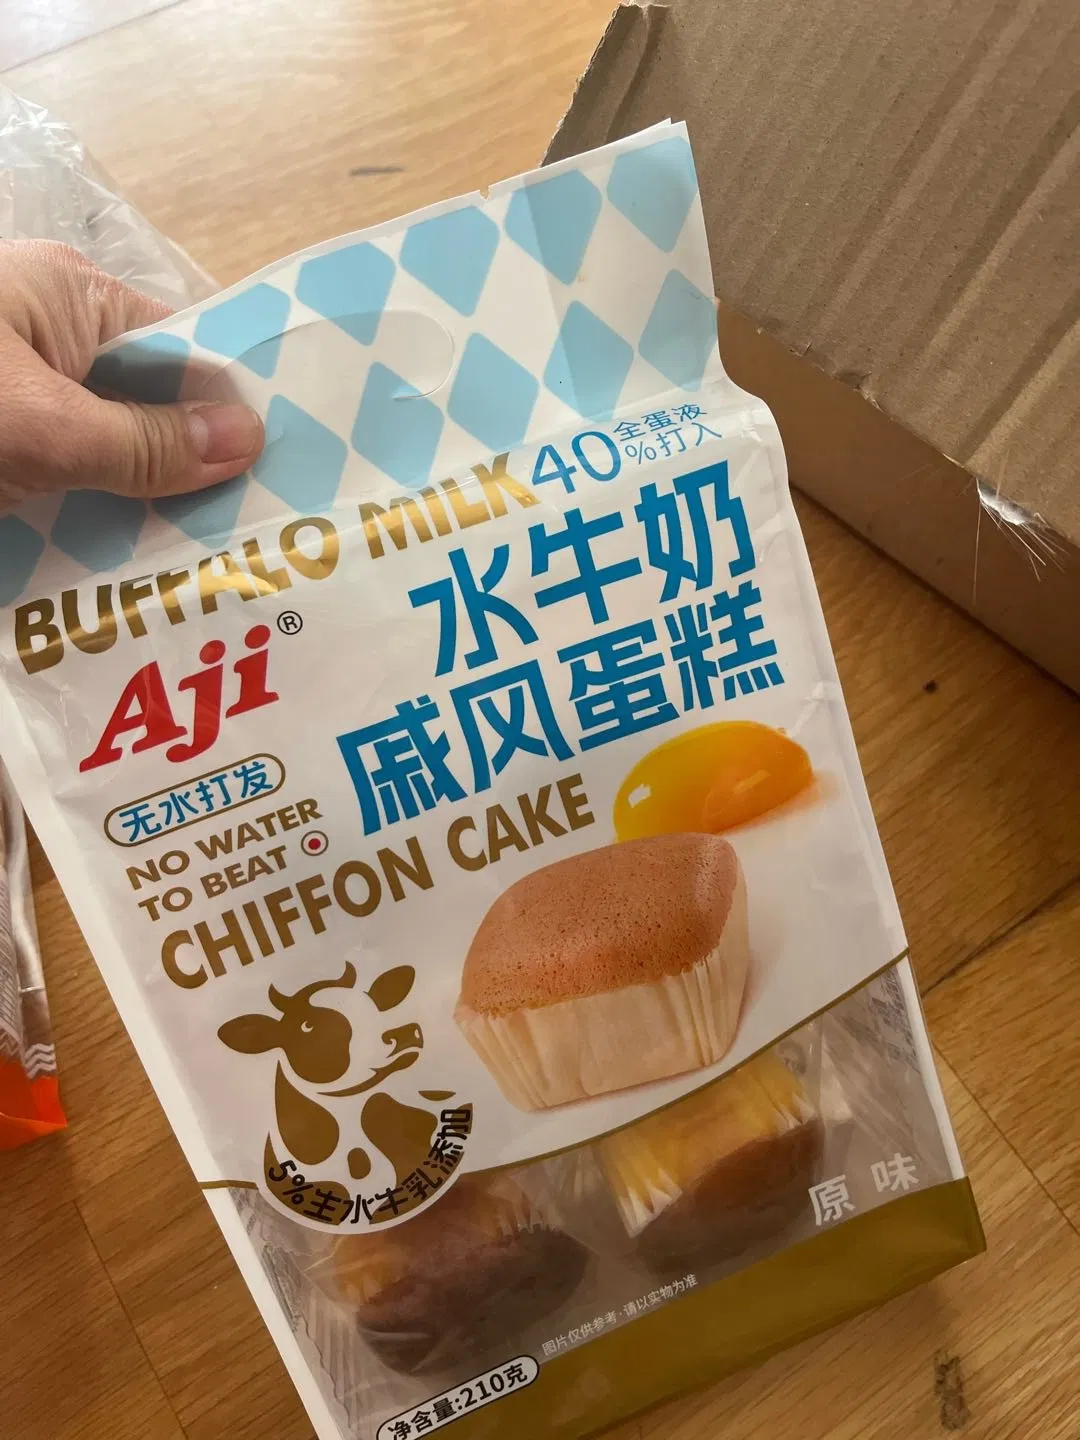 40
全蛋液
%打入
BUFFALO MILK
水牛奶
Aji®
戚风蛋糕
无水打发
NO WATER
TO BEAT
CHIFFON CAKE
5%生水牛乳添加
原味
图片仅供参考·请以实物为准
净含量:210克